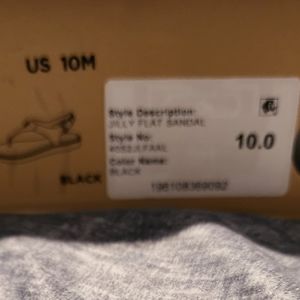 US 10M
Style Description:
JILLY FLAT SANDAL
Style No:
10.0
Color Name:
BLACK
BLACK